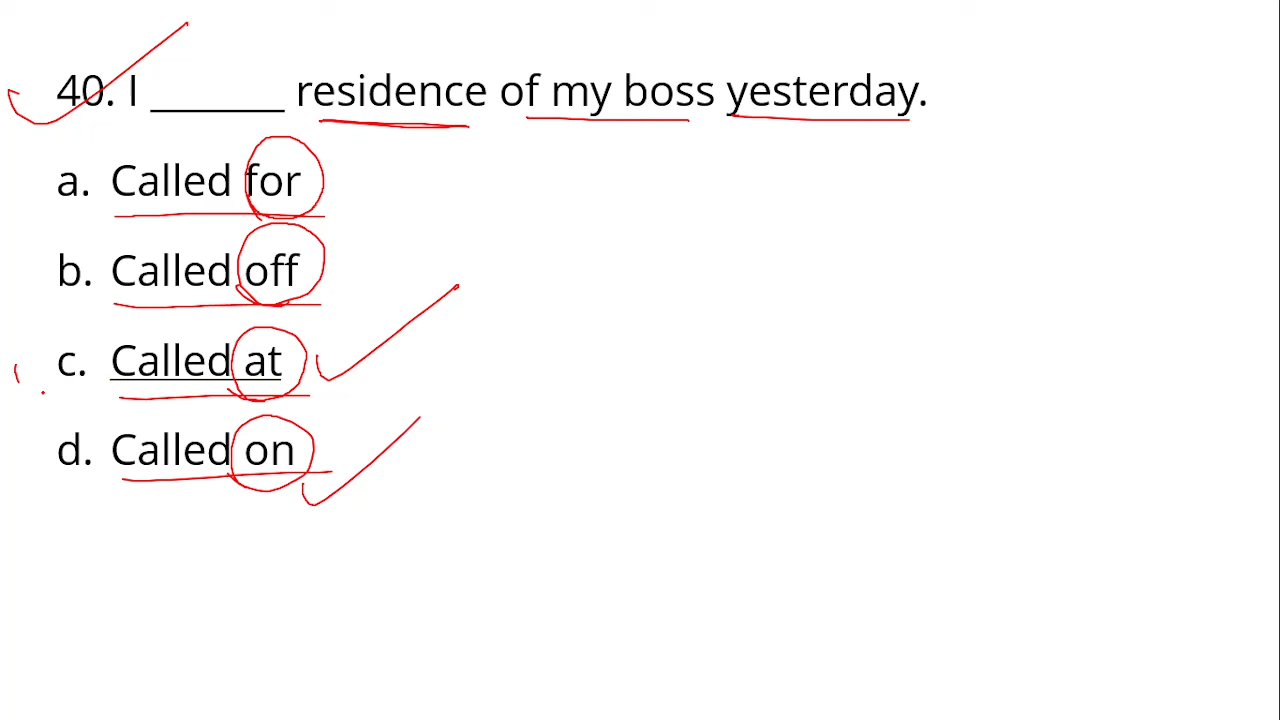 40. I _______ residence of my boss yesterday.
a. Called for
b. Called off
c. Called at
d. Called on